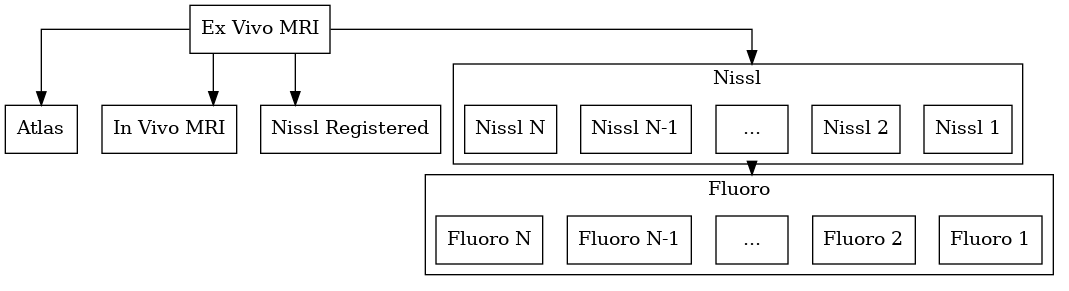 Ex Vivo MRI
Atlas
In Vivo MRI
Nissl Registered
Nissl
Nissl N
Nissl N-1
...
Nissl 2
Nissl 1
Fluoro
Fluoro N
Fluoro N-1
...
Fluoro 2
Fluoro 1